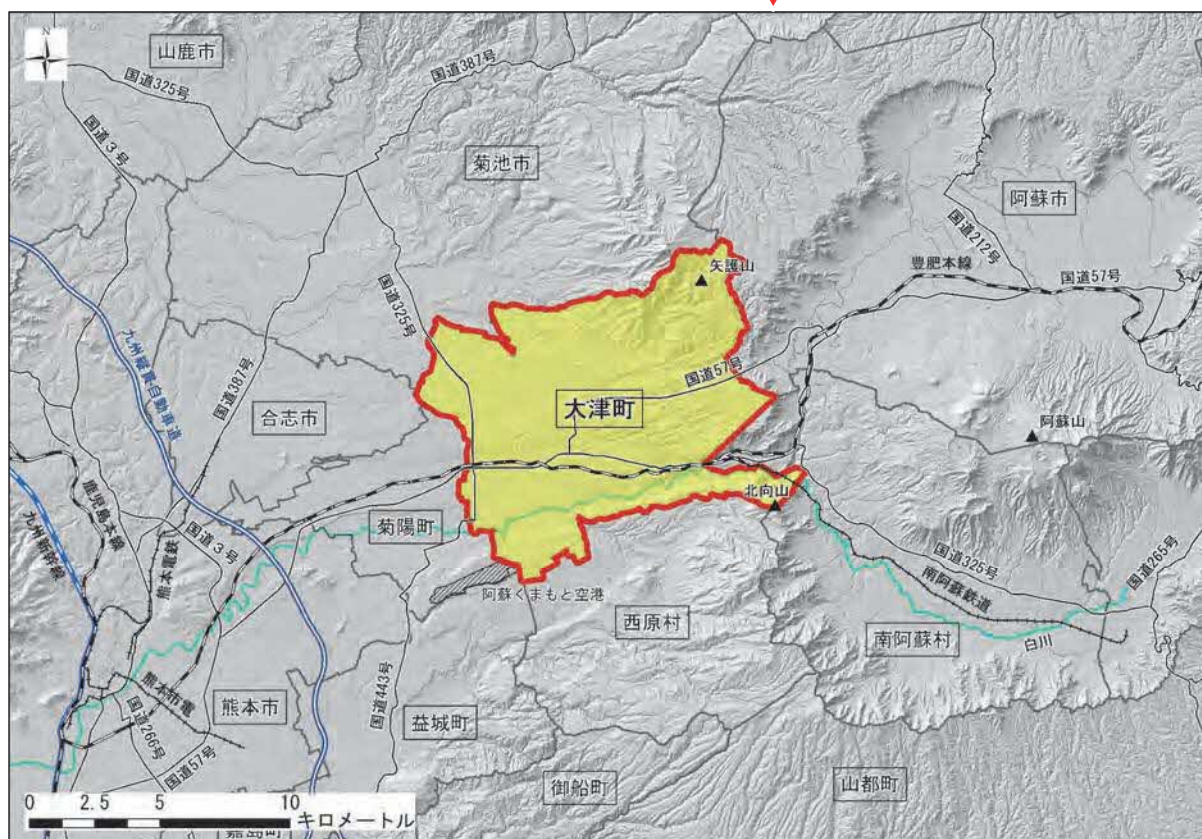 N
山鹿市
国道325号
国道387号
国道3号
菊池市
阿蘇市
国道212号
矢護山
豊肥本線
国道57号
国道325号
九州縦貫自動車道
国道387号
国道57号
合志市
大津町
阿蘇山
鹿児島本線
北向山
菊陽町
国道3号
熊本電鉄
九州新幹線
国道325号
国道265号
南阿蘇鉄道
阿蘇くまもと空港
西原村
南阿蘇村
白川
熊本市電
熊本市
国道443号
益城町
国道266号
国道57号
御船町
山都町
0 2.5 5 10
キロメートル
嘉島町